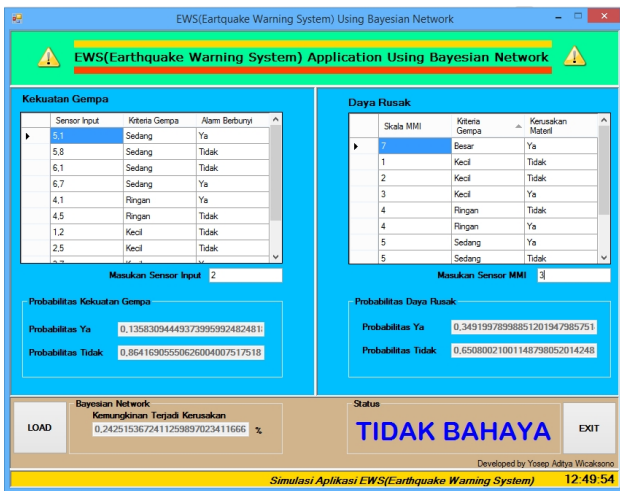 EWS(Eartquake Warning System) Using Bayesian Network
EWS(Earthquake Warning System) Application Using Bayesian Network
Kekuatan Gempa
Sensor Input Kriteria Gempa Alam Berbunyi
5,1 Sedang Ya
5,8 Sedang Tidak
6,1 Sedang Tidak
6,7 Sedang Ya
4,1 Ringan Ya
4,5 Ringan Tidak
1,2 Kecil Tidak
2,5 Kecil Tidak
Masukan Sensor Input 2
Probabilitas Kekuatan Gempa
Probabilitas Ya
Probabilitas Tidak
Daya Rusak
Skala MMI Kriteria Gempa Kerusakan Materil
7 Besar Ya
1 Kecil Tidak
2 Kecil Tidak
3 Kecil Ya
4 Ringan Tidak
4 Ringan Ya
5 Sedang Ya
5 Sedang Tidak
Masukan Sensor MMI 3
Probabilitas Daya Rusak
Probabilitas Ya 0,34919978998851201947985751
Probabilitas Tidak 0,65080021001148798052014248
LOAD
Bayesian Network
Kemungkinan Terjadi Kerusakan
0,2425153672411259897023411666 %
Status
TIDAK BAHAYA
EXIT
Developed by Yosep Aditya Wicaksono
Simulasi Aplikasi EWS(Earthquake Warning System) 12:49:54